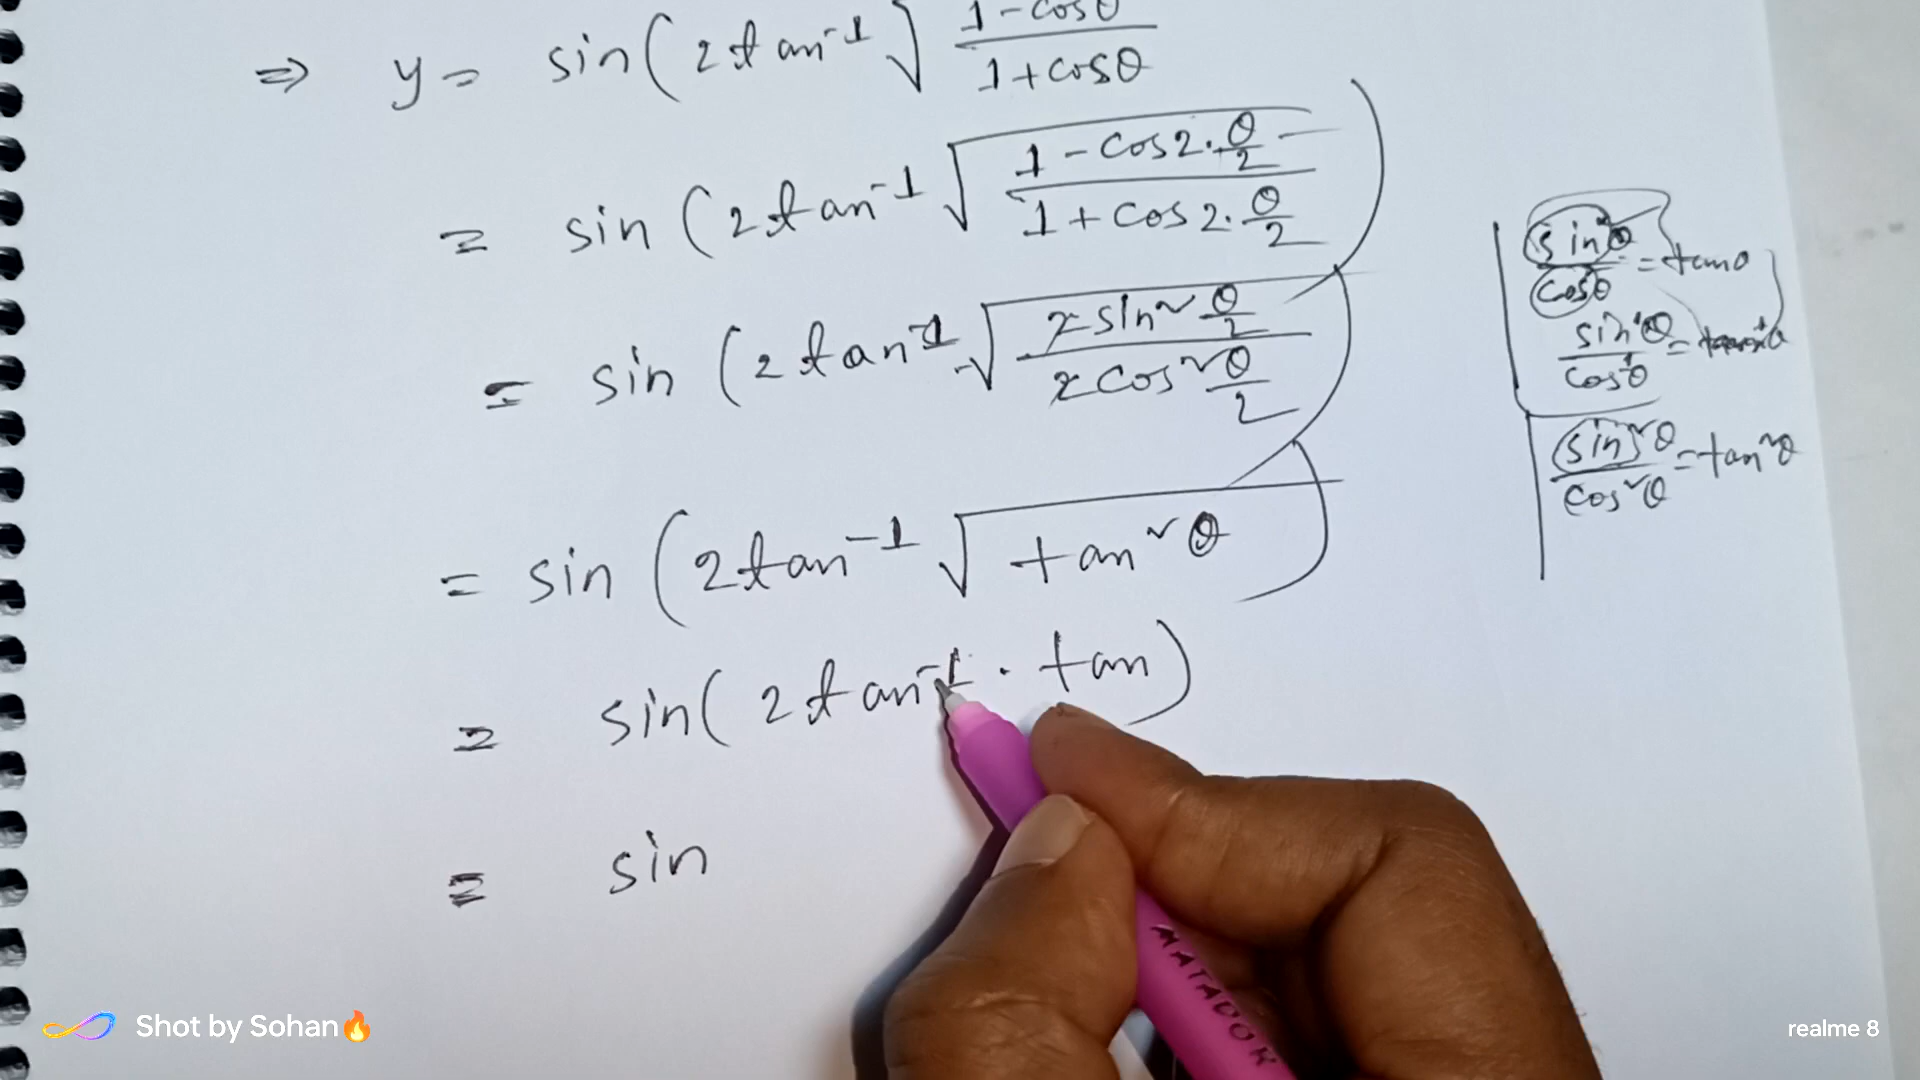 ⇒ y = sin(2tan⁻¹√(1-cosθ/1+cosθ
= sin(2tan⁻¹√(1-cos2·θ/2 / 1+cos2·θ/2))
= sin(2tan⁻¹√(2sin²θ/2 / 2cos²θ/2))
= sin(2tan⁻¹√tan²θ)
= sin(2tan⁻¹·tan)
= sin
sinθ/cosθ = tanθ
sin²θ/cos²θ = tan²θ
MATADOR
Shot by Sohan🔥
realme 8